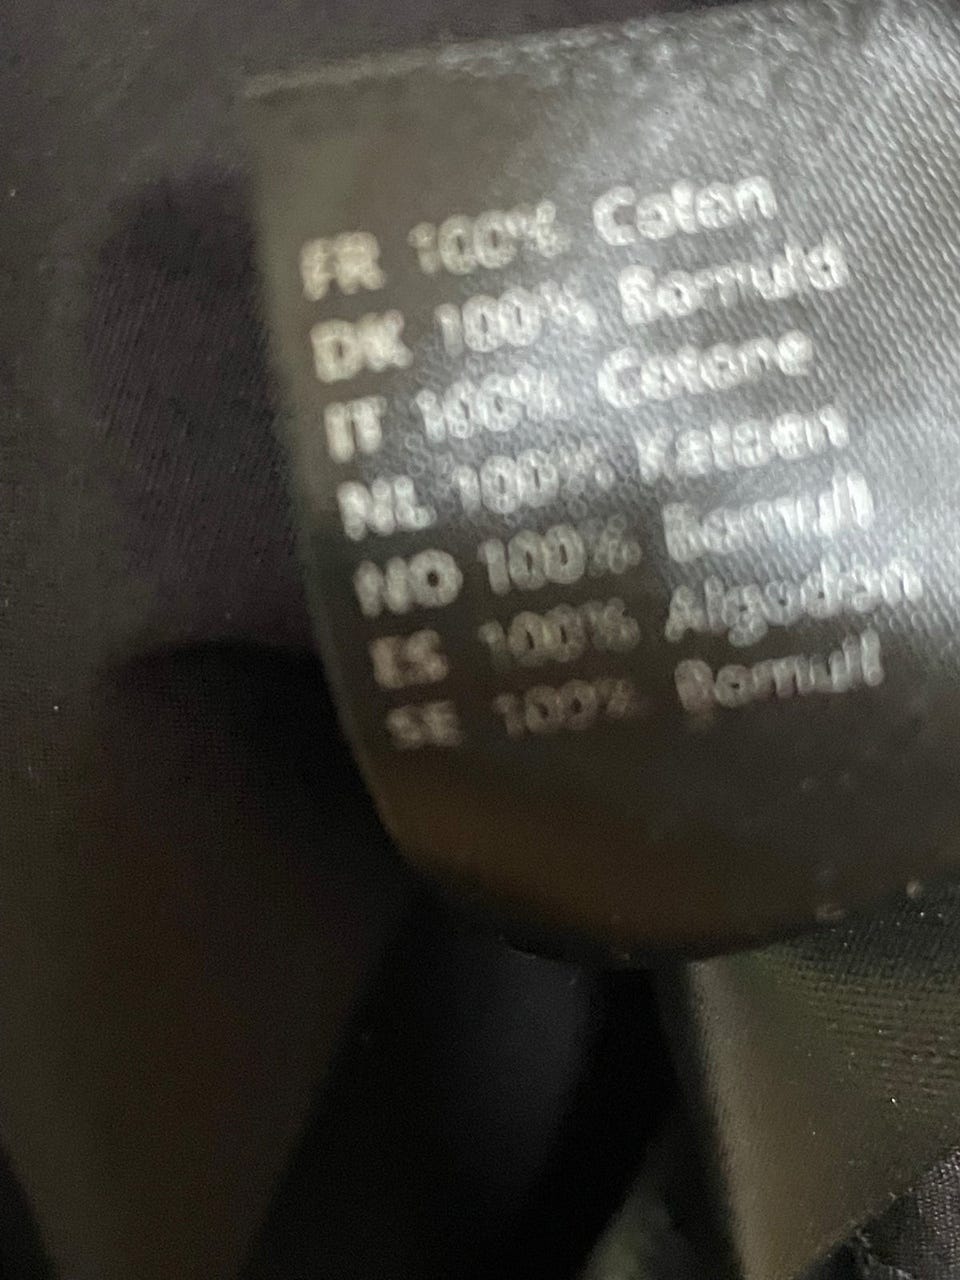 FR 100% Coton
DK 100% Bomuld
IT 100% Cotone
NL 100% Katoen
NO 100% Bomull
ES 100% Algodón
SE 100% Bomull